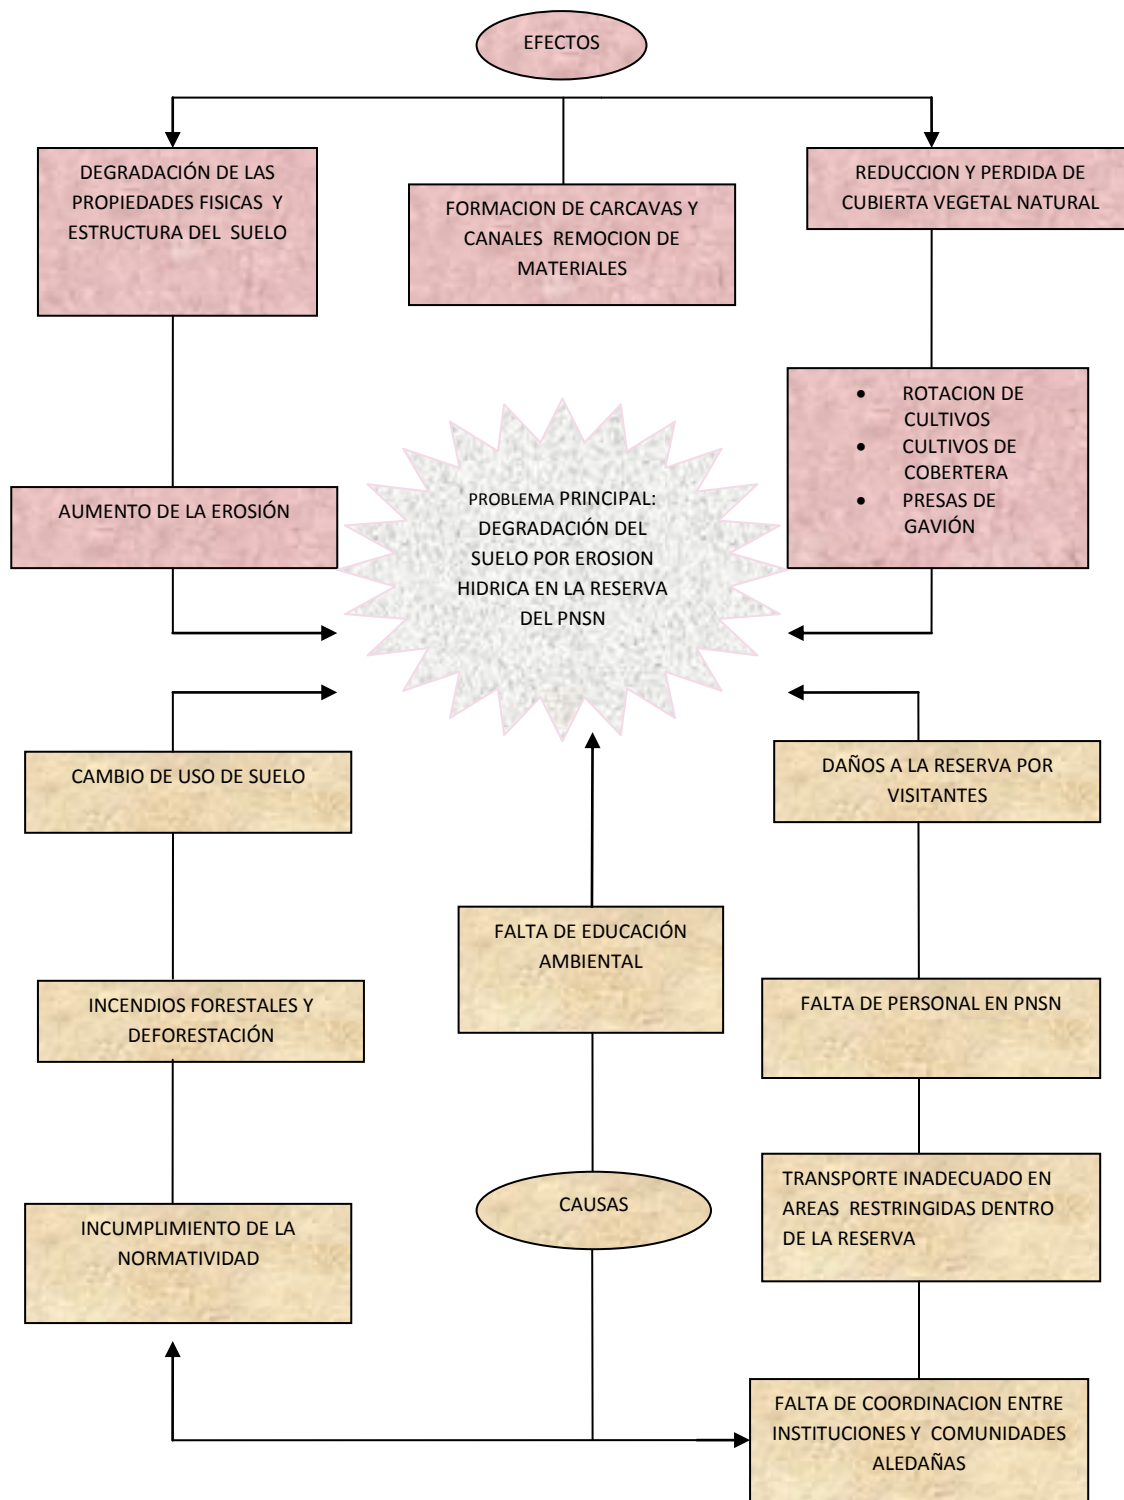 EFECTOS
DEGRADACIÓN DE LAS
PROPIEDADES FISICAS Y
ESTRUCTURA DEL SUELO
FORMACION DE CARCAVAS Y
CANALES REMOCION DE
MATERIALES
REDUCCION Y PERDIDA DE
CUBIERTA VEGETAL NATURAL
AUMENTO DE LA EROSIÓN
PROBLEMA PRINCIPAL:
DEGRADACIÓN DEL
SUELO POR EROSION
HIDRICA EN LA RESERVA
DEL PNSN
• ROTACION DE
CULTIVOS
• CULTIVOS DE
COBERTERA
• PRESAS DE
GAVIÓN
CAMBIO DE USO DE SUELO
DAÑOS A LA RESERVA POR
VISITANTES
FALTA DE EDUCACIÓN
AMBIENTAL
INCENDIOS FORESTALES Y
DEFORESTACIÓN
FALTA DE PERSONAL EN PNSN
INCUMPLIMIENTO DE LA
NORMATIVIDAD
CAUSAS
TRANSPORTE INADECUADO EN
AREAS RESTRINGIDAS DENTRO
DE LA RESERVA
FALTA DE COORDINACION ENTRE
INSTITUCIONES Y COMUNIDADES
ALEDAÑAS